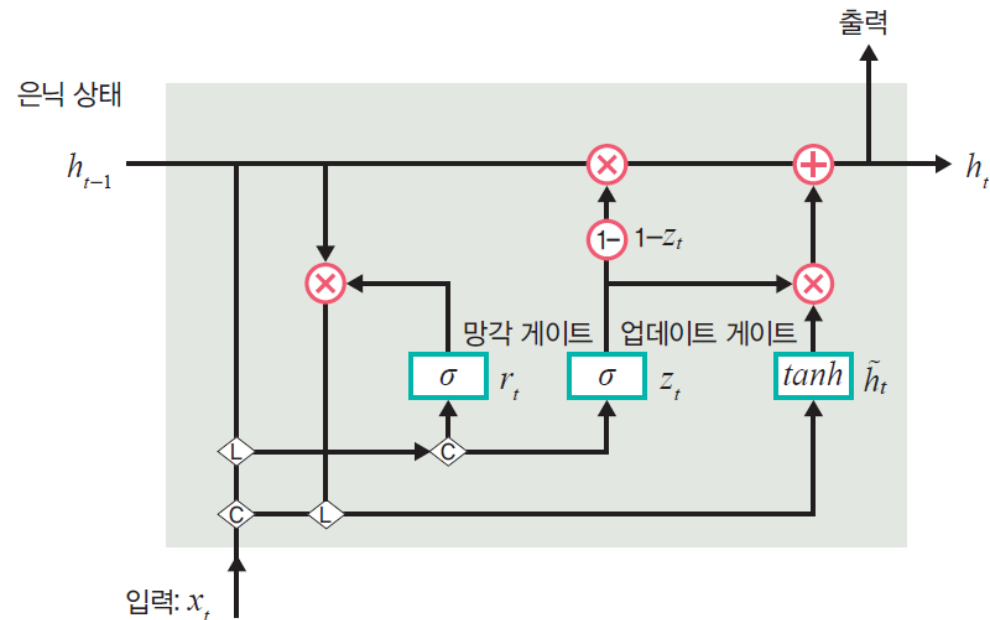 출력
은닉 상태
h_{t-1}
h_t
1− 1−z_t
망각 게이트 업데이트 게이트
σ r_t σ z_t tanh h̃_t
L C
C L
입력: x_t